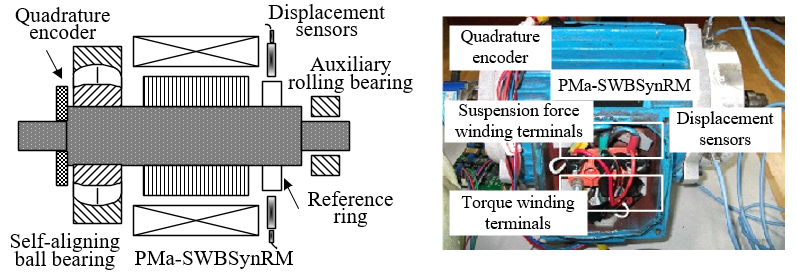 Quadrature
encoder
Displacement
sensors
Auxiliary
rolling bearing
Reference
ring
Self-aligning
ball bearing
PMa-SWBSynRM
Quadrature
encoder
PMa-SWBSynRM
Suspension force
winding terminals
Displacement
sensors
Torque winding
terminals